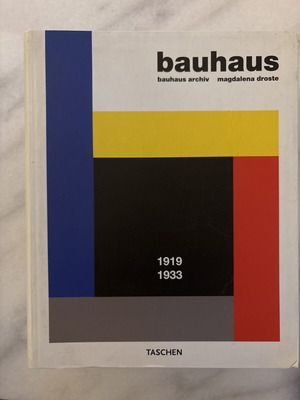 bauhaus
bauhaus archiv magdalena droste
1919
1933
TASCHEN